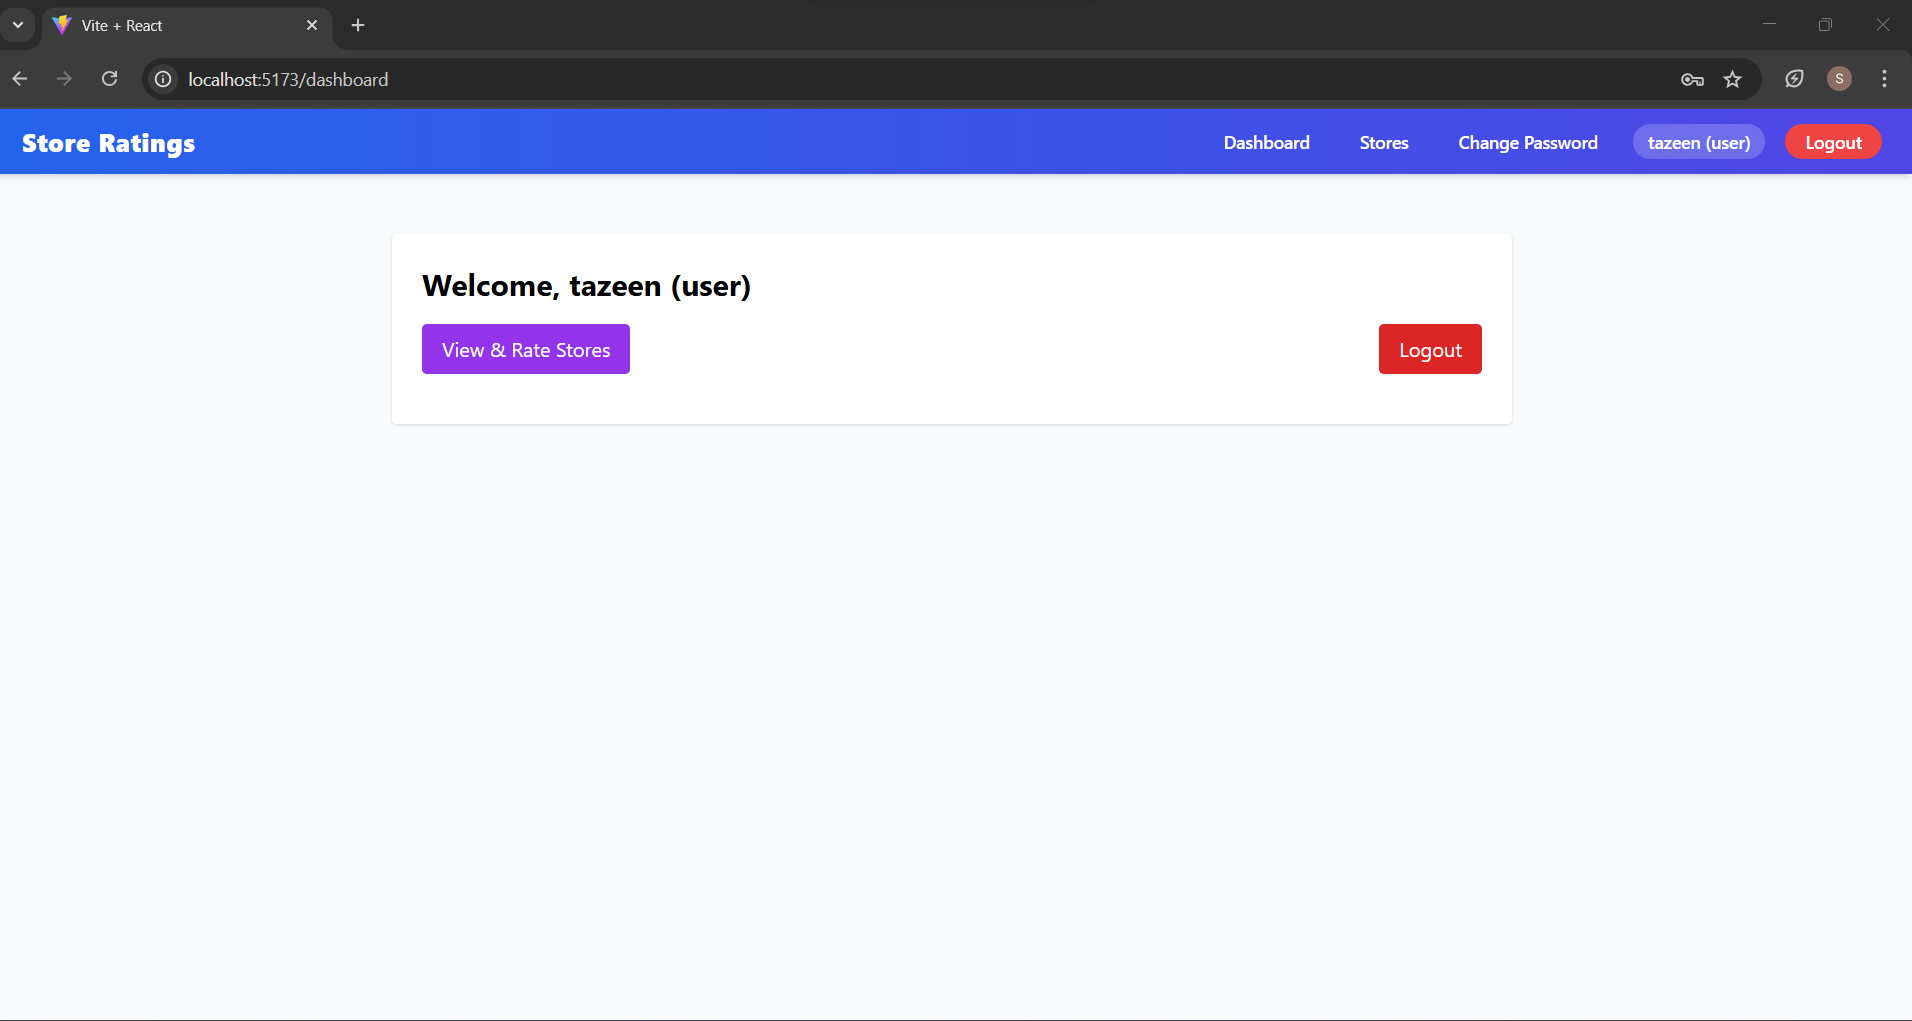 Vite + React
localhost:5173/dashboard
S
Store Ratings
Dashboard
Stores
Change Password
tazeen (user)
Logout
Welcome, tazeen (user)
View & Rate Stores
Logout